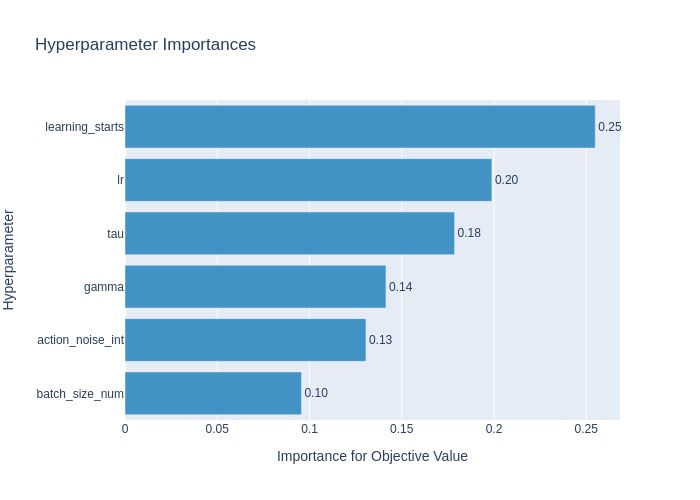 Hyperparameter Importances
Hyperparameter
learning_starts 0.25
lr 0.20
tau 0.18
gamma 0.14
action_noise_int 0.13
batch_size_num 0.10
0 0.05 0.1 0.15 0.2 0.25
Importance for Objective Value